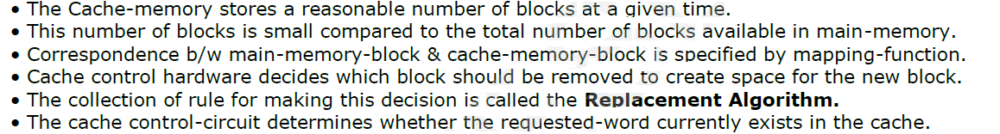 • The Cache-memory stores a reasonable number of blocks at a given time.
• This number of blocks is small compared to the total number of blocks available in main-memory.
• Correspondence b/w main-memory-block & cache-memory-block is specified by mapping-function.
• Cache control hardware decides which block should be removed to create space for the new block.
• The collection of rule for making this decision is called the Replacement Algorithm.
• The cache control-circuit determines whether the requested-word currently exists in the cache.